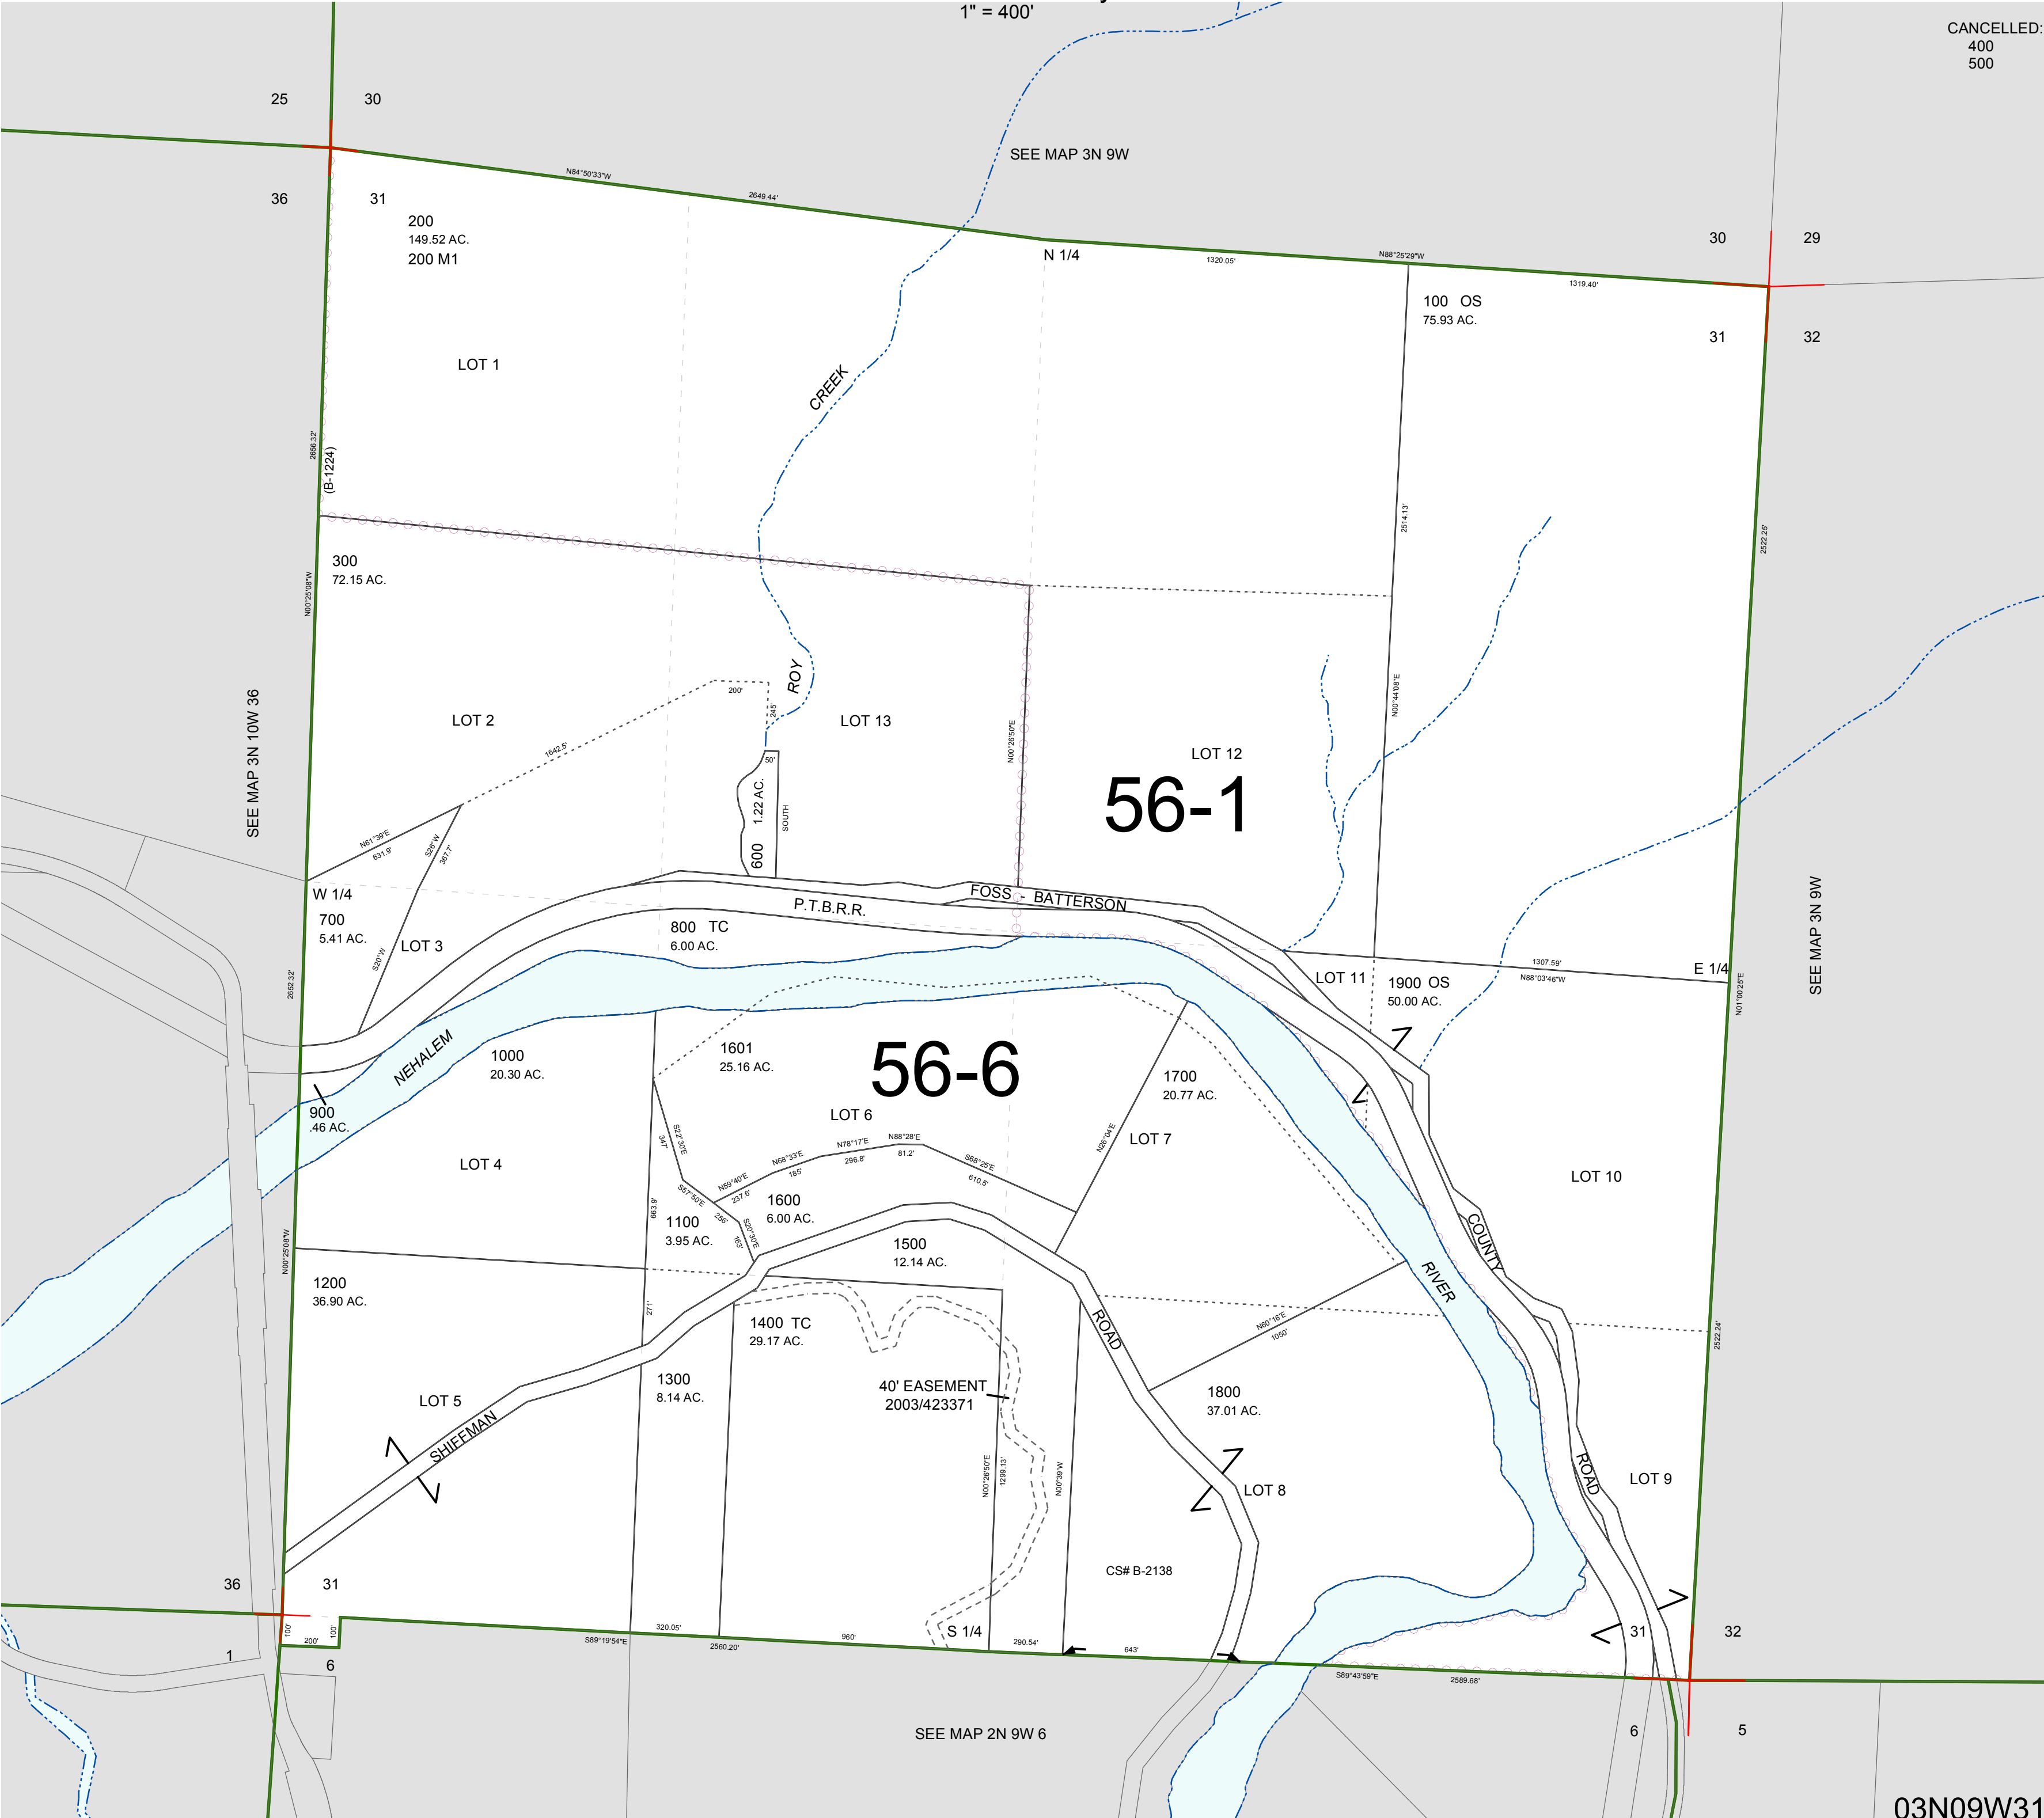 1" = 400'
CANCELLED:
400
500
25
30
SEE MAP 3N 9W
36
31
N84°50'33"W
2649.44'
200
149.52 AC.
200 M1
N 1/4
1320.05'
N88°25'29"W
1319.40'
30
29
100 OS
75.93 AC.
31
32
LOT 1
CREEK
2656.32'
(B-1224)
2514.13'
2522.25'
300
72.15 AC.
N00°25'08"W
SEE MAP 3N 10W 36
ROY
200'
245'
LOT 2
LOT 13
1642.5'
N00°26'50"E
N00°44'08"E
LOT 12
56-1
50'
600 1.22 AC.
SOUTH
N61°39'E
631.9'
S26°W
367.7'
W 1/4
700
5.41 AC.
LOT 3
S20°W
FOSS - BATTERSON
P.T.B.R.R.
800 TC
6.00 AC.
2652.32'
LOT 11
1307.59'
N88°03'46"W
E 1/4
1900 OS
50.00 AC.
N01°00'25"E
SEE MAP 3N 9W
NEHALEM
1000
20.30 AC.
1601
25.16 AC.
56-6
1700
20.77 AC.
900
.46 AC.
LOT 6
LOT 7
N26°04'E
LOT 4
347'
S22°30'E
S57°50'E
256'
N59°40'E
237.6'
N68°33'E
185'
N78°17'E
296.8'
N88°28'E
81.2'
S68°25'E
610.5'
LOT 10
663.9'
1600
6.00 AC.
1100
3.95 AC.
S20°30'E
163'
1500
12.14 AC.
COUNTY
RIVER
N00°25'08"W
1200
36.90 AC.
271'
1400 TC
29.17 AC.
ROAD
N60°16'E
1050'
2522.24'
1300
8.14 AC.
40' EASEMENT
2003/423371
1800
37.01 AC.
LOT 5
SHIFFMAN
N00°26'50"E
1299.13'
N00°39'W
LOT 8
ROAD
LOT 9
CS# B-2138
36
31
100'
100'
200'
S89°19'54"E
320.05'
2560.20'
960'
S 1/4
290.54'
643'
S89°43'59"E
2589.68'
31
32
1
6
SEE MAP 2N 9W 6
6
5
03N09W31